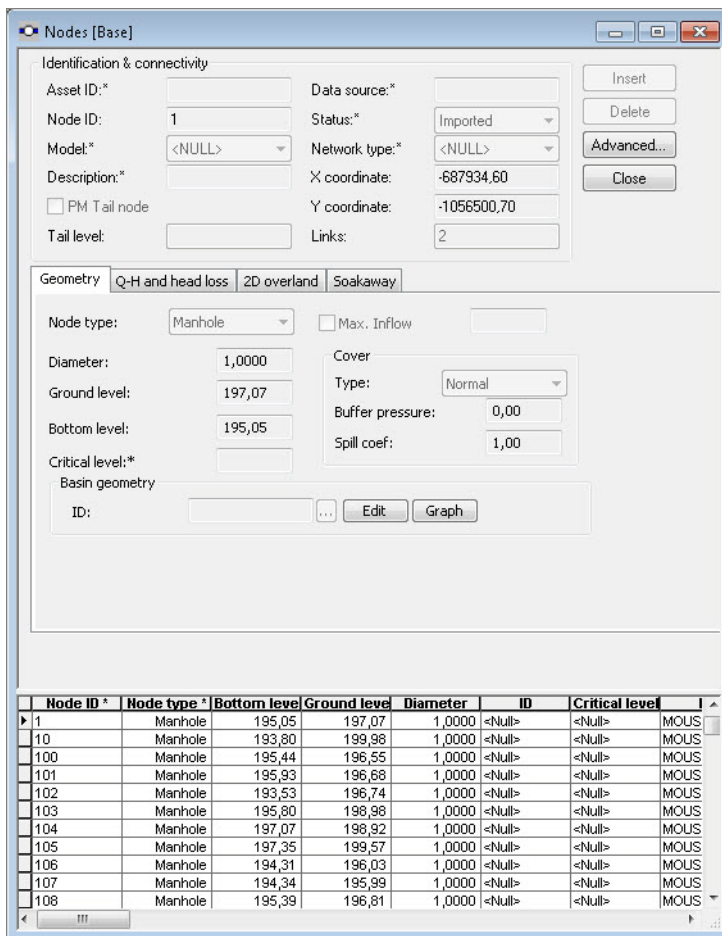 Nodes [Base]
Identification & connectivity
Asset ID:* Data source:* Insert
Node ID: 1 Status:* Imported Delete
Model:* <NULL> Network type:* <NULL> Advanced...
Description:* X coordinate: -687934,60 Close
PM Tail node Y coordinate: -1056500,70
Tail level: Links: 2
Geometry Q-H and head loss 2D overland Soakaway
Node type: Manhole Max. Inflow
Diameter: 1,0000 Cover
Ground level: 197,07 Type: Normal
Buffer pressure: 0,00
Bottom level: 195,05 Spill coef: 1,00
Critical level:*
Basin geometry
ID: ... Edit Graph
Node ID * Node type * Bottom leve Ground leve Diameter ID Critical level
1 Manhole 195,05 197,07 1,0000 <Null> <Null> MOUS
10 Manhole 193,80 199,98 1,0000 <Null> <Null> MOUS
100 Manhole 195,44 196,55 1,0000 <Null> <Null> MOUS
101 Manhole 195,93 196,68 1,0000 <Null> <Null> MOUS
102 Manhole 193,53 196,74 1,0000 <Null> <Null> MOUS
103 Manhole 195,80 198,98 1,0000 <Null> <Null> MOUS
104 Manhole 197,07 198,92 1,0000 <Null> <Null> MOUS
105 Manhole 197,35 199,57 1,0000 <Null> <Null> MOUS
106 Manhole 194,31 196,03 1,0000 <Null> <Null> MOUS
107 Manhole 194,34 195,99 1,0000 <Null> <Null> MOUS
108 Manhole 195,39 196,81 1,0000 <Null> <Null> MOUS